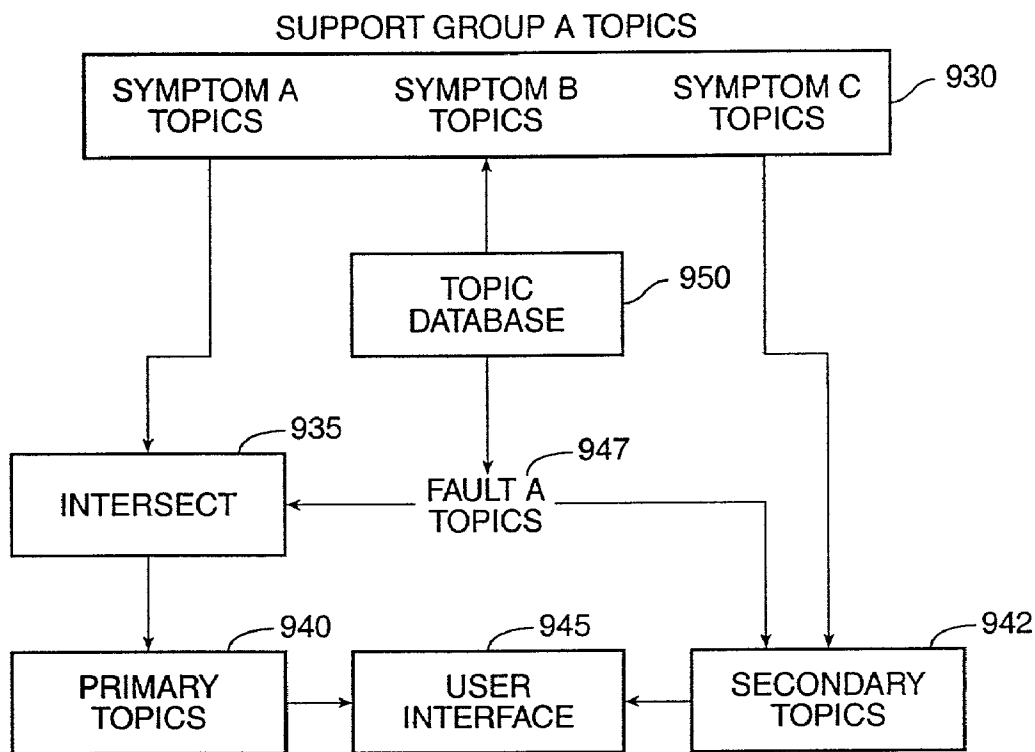 SUPPORT GROUP A TOPICS
SYMPTOM A
TOPICS
SYMPTOM B
TOPICS
SYMPTOM C
TOPICS
930
TOPIC
DATABASE
950
935
INTERSECT
947
FAULT A
TOPICS
940
PRIMARY
TOPICS
945
USER
INTERFACE
942
SECONDARY
TOPICS